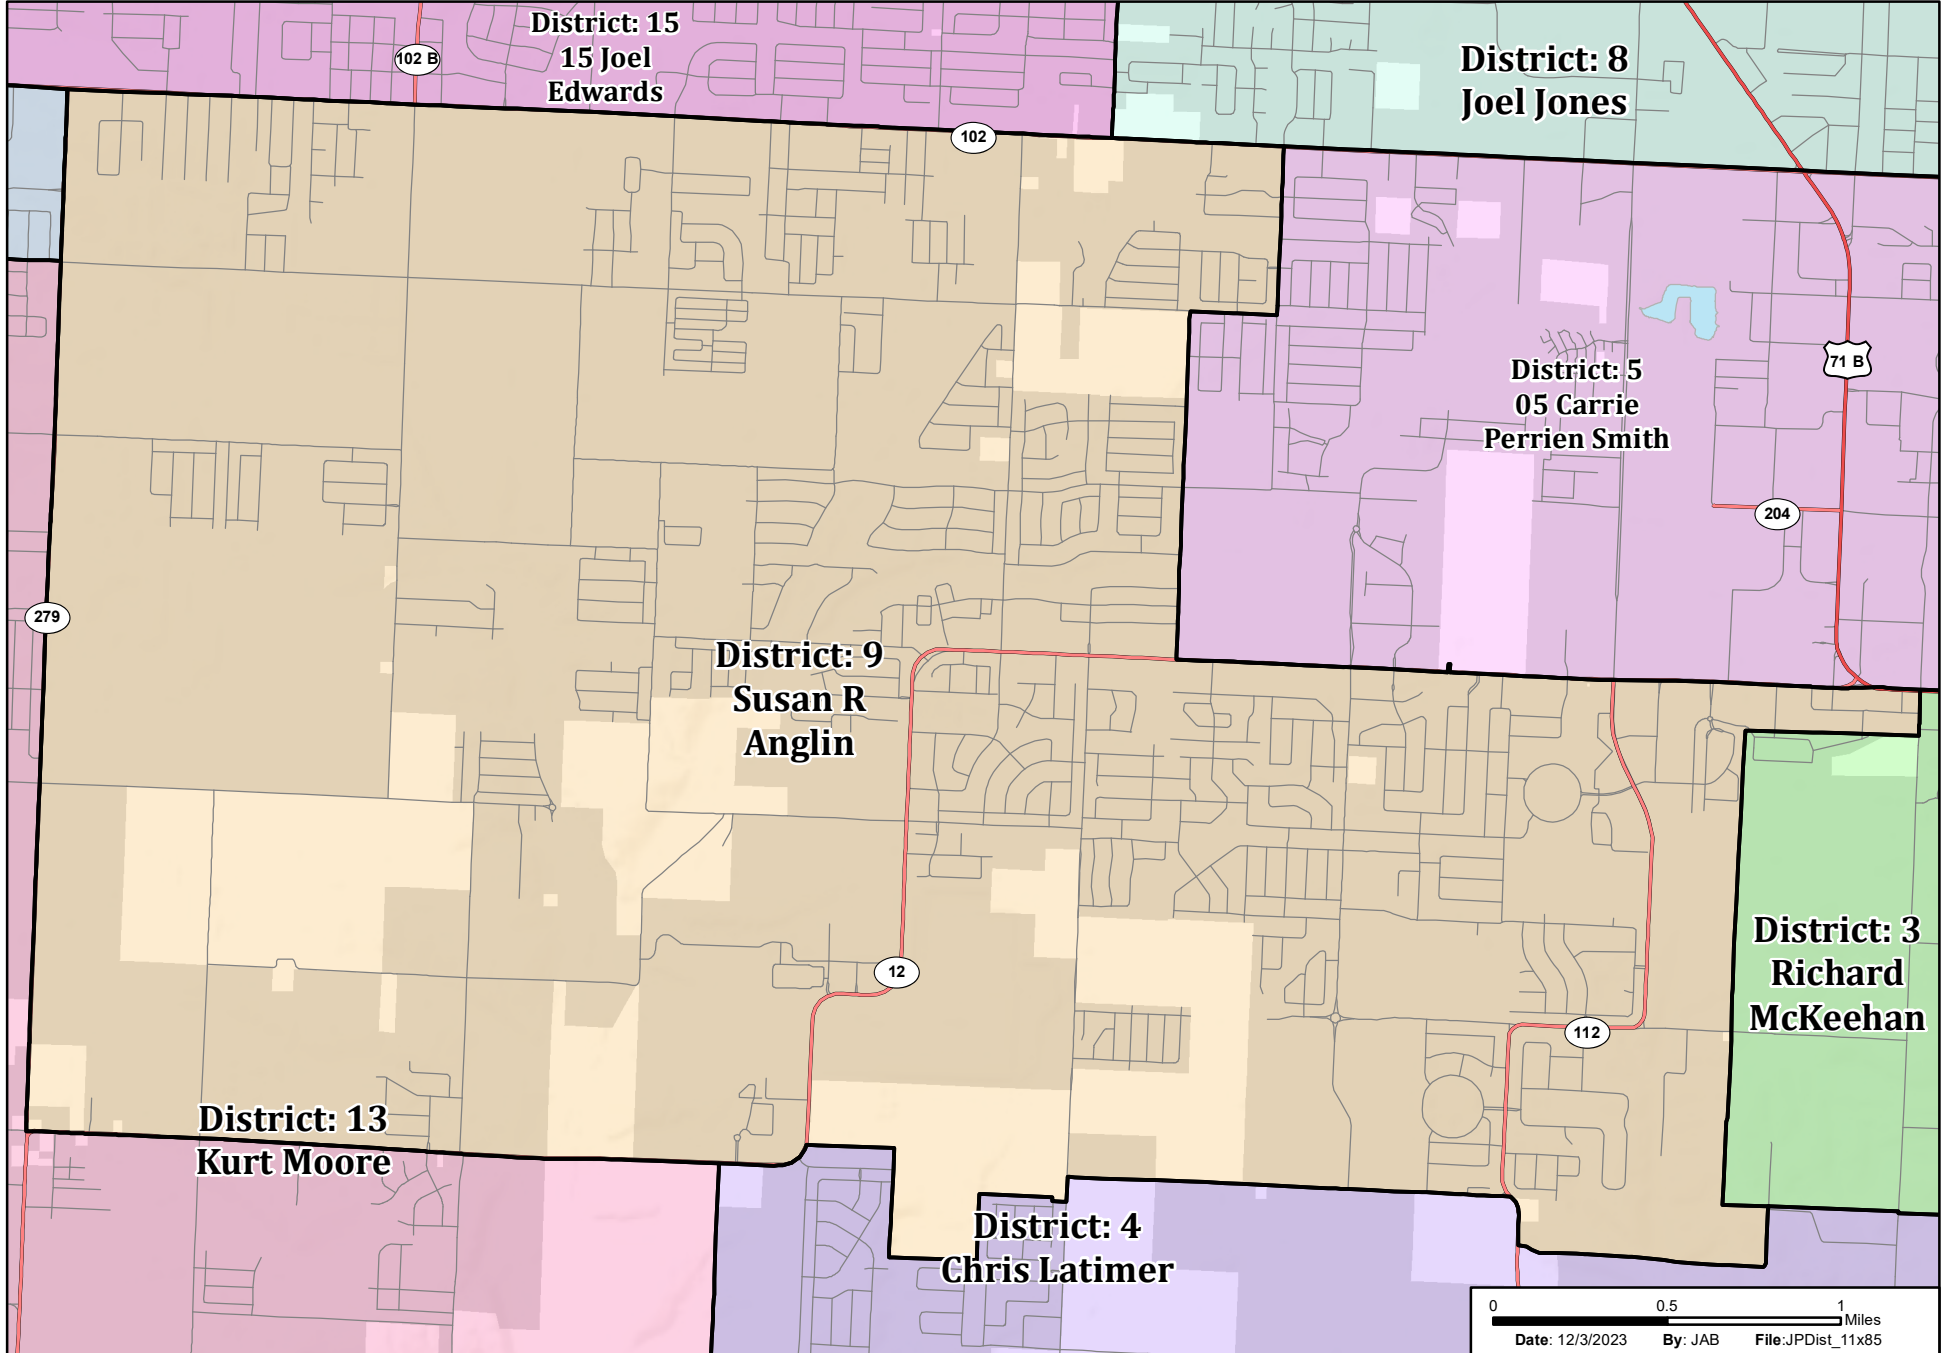 District: 15
15 Joel
Edwards
102 B
District: 8
Joel Jones
102
District: 5
05 Carrie
Perrien Smith
71 B
204
279
District: 9
Susan R
Anglin
12
112
District: 3
Richard
McKeehan
District: 13
Kurt Moore
District: 4
Chris Latimer
0 0.5 1
Miles
Date: 12/3/2023 By: JAB File:JPDist_11x85